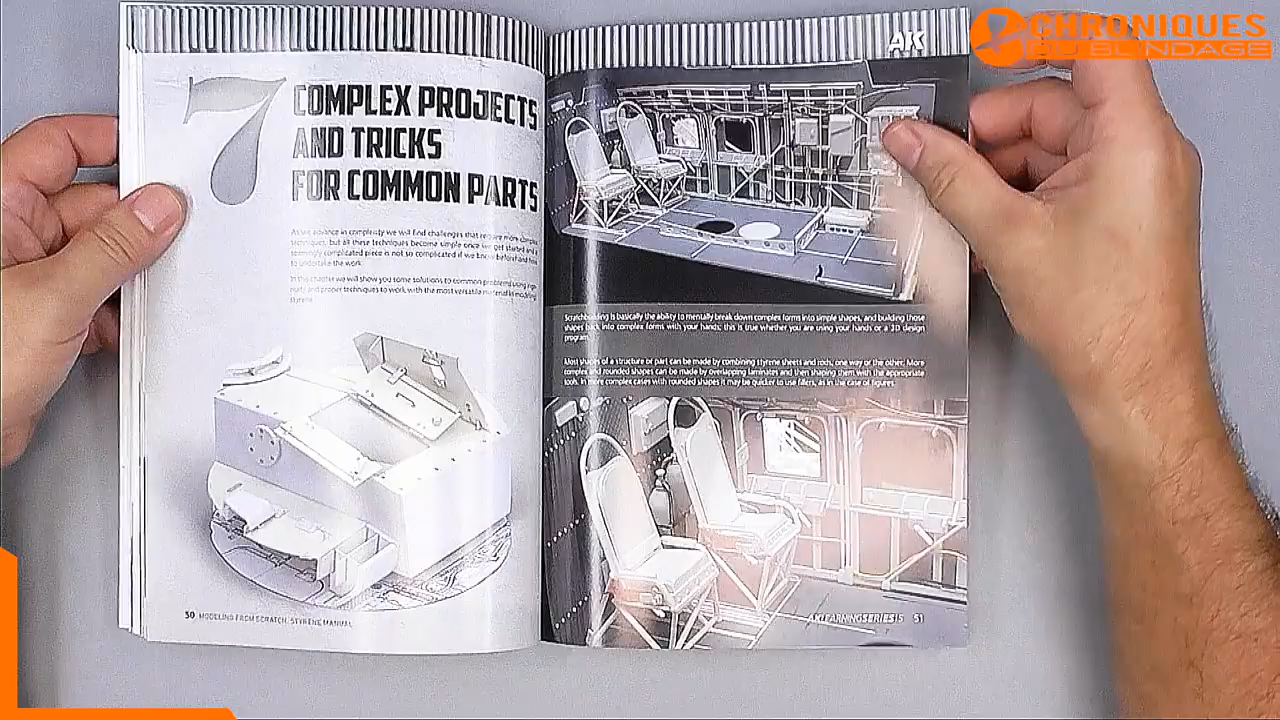 CHRONIQUES
DU BLINDAGE
AK
7
COMPLEX PROJECTS
AND TRICKS
FOR COMMON PARTS
As we advance in complexity we will find challenges that require more complex
techniques, but all these techniques become simple once we get started and a
seemingly complicated piece is not so complicated if we know beforehand how
to undertake the work.
In this chapter we will show you some solutions to common problems using
and proper techniques to work with the most versatile material in modeling
styrene.
Scratchbuilding is basically the ability to mentally break down complex forms into simple shapes, and building those
shapes back into complex forms with your hands; this is true whether you are using your hands or a 3D design
program.
Most shapes of a structure or part can be made by combining styrene sheets and rods, one way or the other. More
complex and rounded shapes can be made by overlapping laminates and then shaping them with the appropriate
tools. In more complex cases with rounded shapes it may be quicker to use fillers, as in the case of figures.
50 MODELING FROM SCRATCH. STYRENE MANUAL
AK LEARNING SERIES 15 51